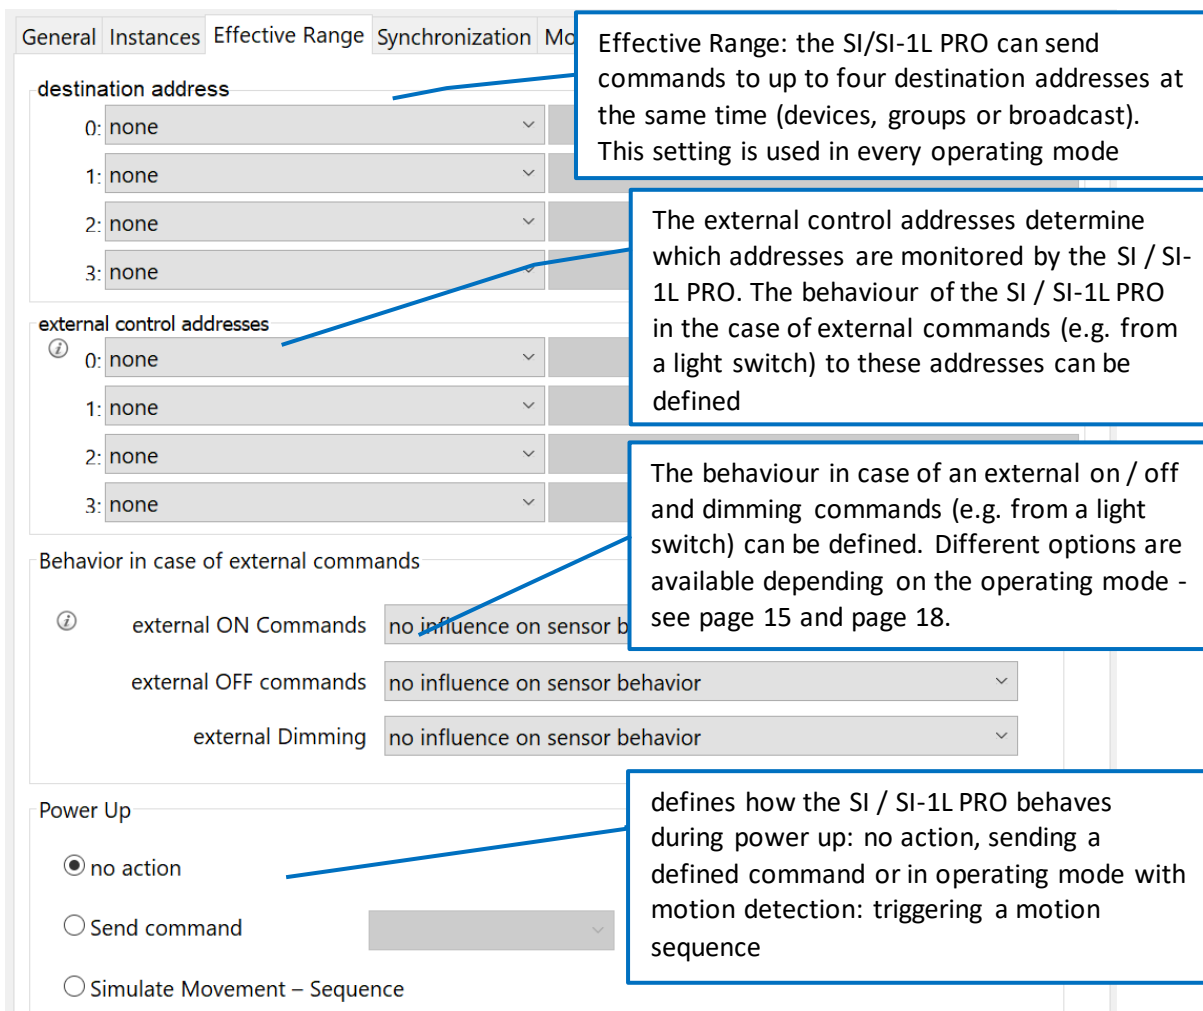 General Instances Effective Range Synchronization
Effective Range: the SI/SI-1L PRO can send
commands to up to four destination addresses at
the same time (devices, groups or broadcast).
This setting is used in every operating mode
destination address
0: none
1: none
2: none
3: none
The external control addresses determine
which addresses are monitored by the SI / SI-
1L PRO. The behaviour of the SI / SI-1L PRO
in the case of external commands (e.g. from
a light switch) to these addresses can be
defined
external control addresses
0: none
1: none
2: none
3: none
The behaviour in case of an external on / off
and dimming commands (e.g. from a light
switch) can be defined. Different options are
available depending on the operating mode -
see page 15 and page 18.
Behavior in case of external commands
external ON Commands no influence on sensor b
external OFF commands no influence on sensor behavior
external Dimming no influence on sensor behavior
defines how the SI / SI-1L PRO behaves
during power up: no action, sending a
defined command or in operating mode with
motion detection: triggering a motion
sequence
Power Up
no action
Send command
Simulate Movement – Sequence